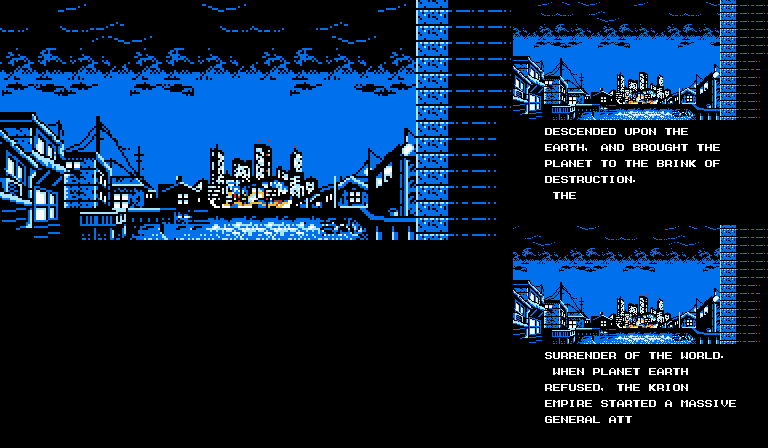 DESCENDED UPON THE
EARTH, AND BROUGHT THE
PLANET TO THE BRINK OF
DESTRUCTION.
THE
SURRENDER OF THE WORLD.
WHEN PLANET EARTH
REFUSED, THE KRION
EMPIRE STARTED A MASSIVE
GENERAL ATT